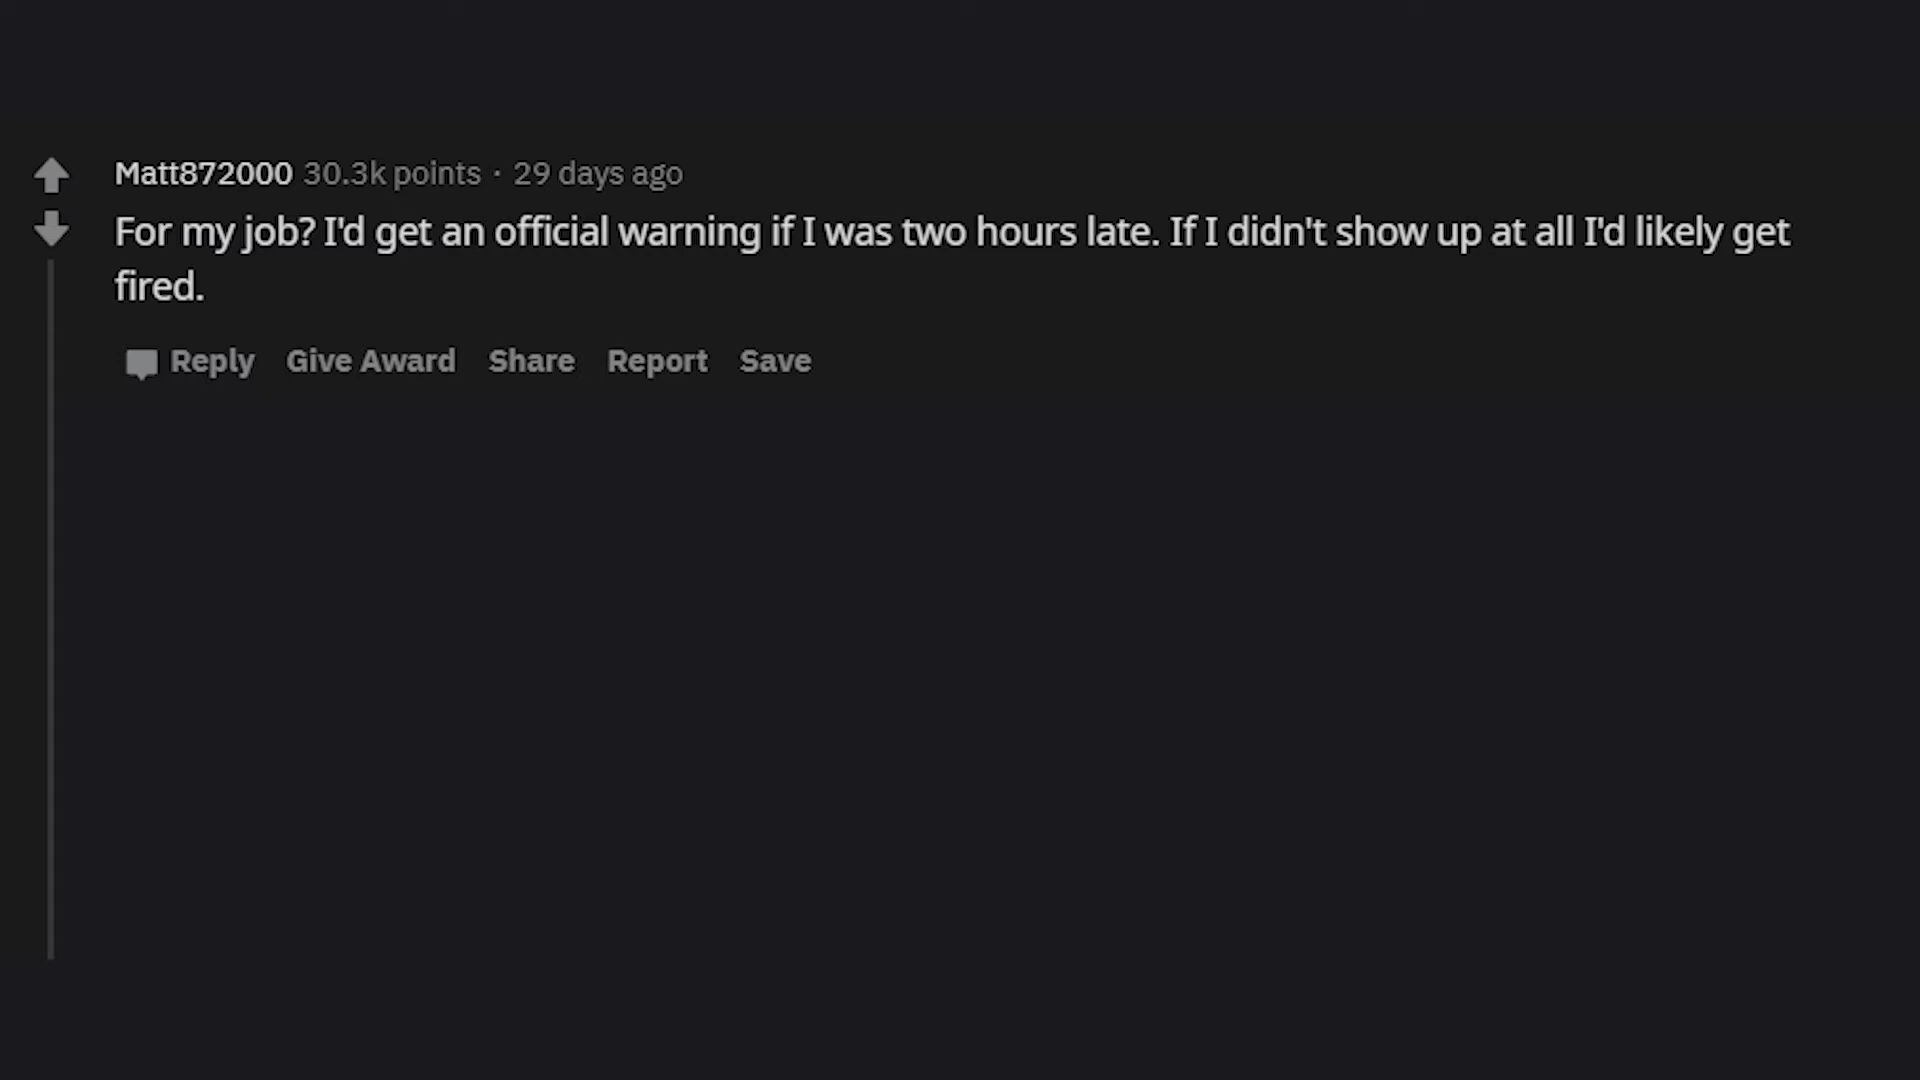 Matt872000 30.3k points · 29 days ago
For my job? I'd get an official warning if I was two hours late. If I didn't show up at all I'd likely get
fired.
Reply Give Award Share Report Save